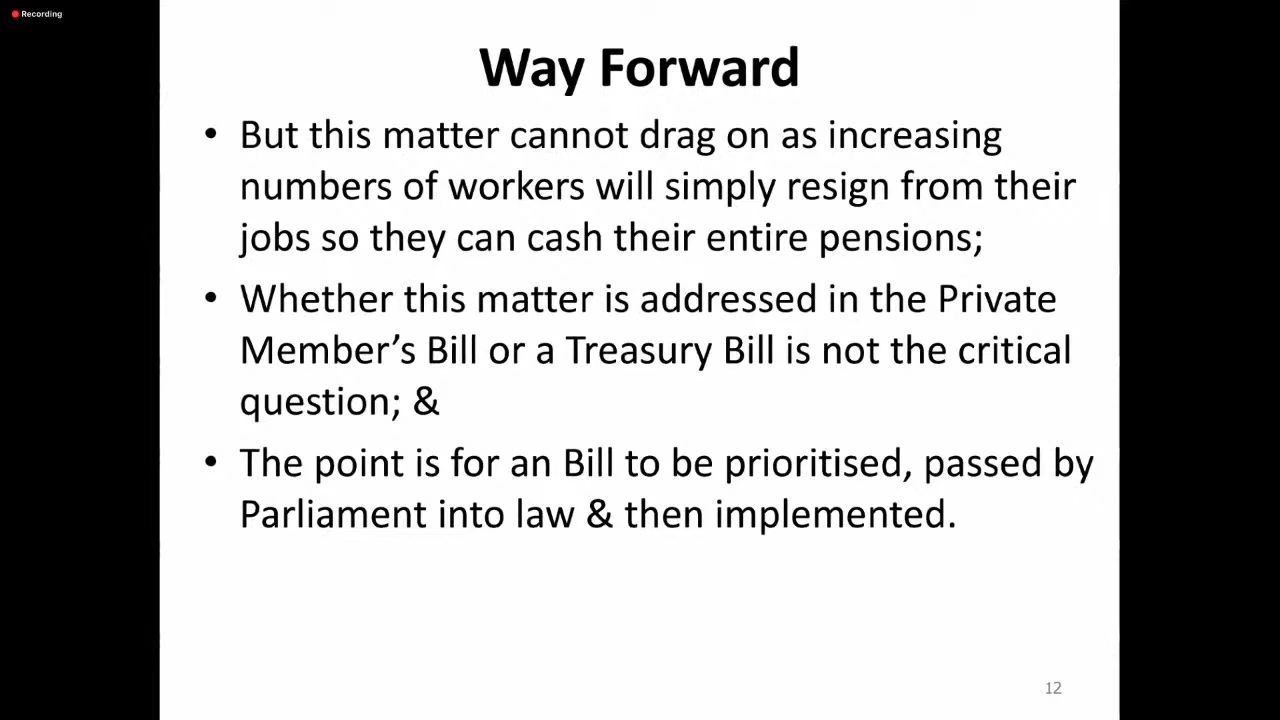 Recording
Way Forward
• But this matter cannot drag on as increasing
numbers of workers will simply resign from their
jobs so they can cash their entire pensions;
• Whether this matter is addressed in the Private
Member’s Bill or a Treasury Bill is not the critical
question; &
• The point is for an Bill to be prioritised, passed by
Parliament into law & then implemented.
12